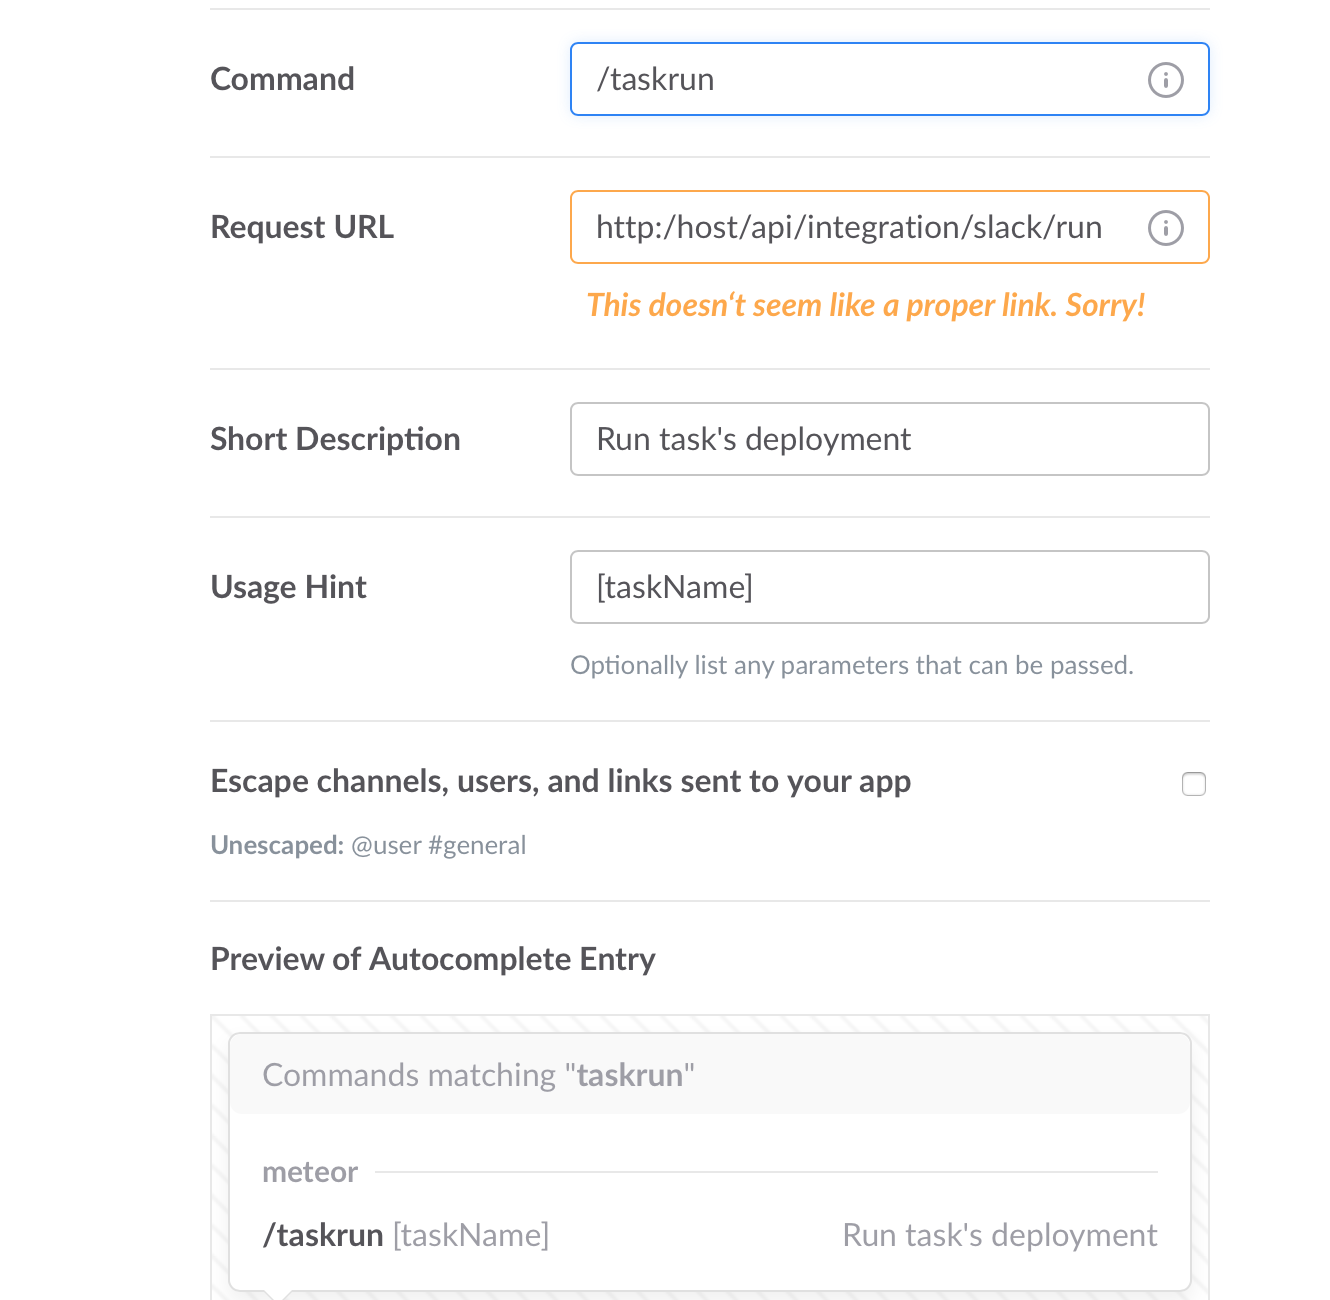 Command
/taskrun
Request URL
http:/host/api/integration/slack/run
This doesn‘t seem like a proper link. Sorry!
Short Description
Run task's deployment
Usage Hint
[taskName]
Optionally list any parameters that can be passed.
Escape channels, users, and links sent to your app
Unescaped: @user #general
Preview of Autocomplete Entry
Commands matching "taskrun"
meteor
/taskrun [taskName] Run task's deployment